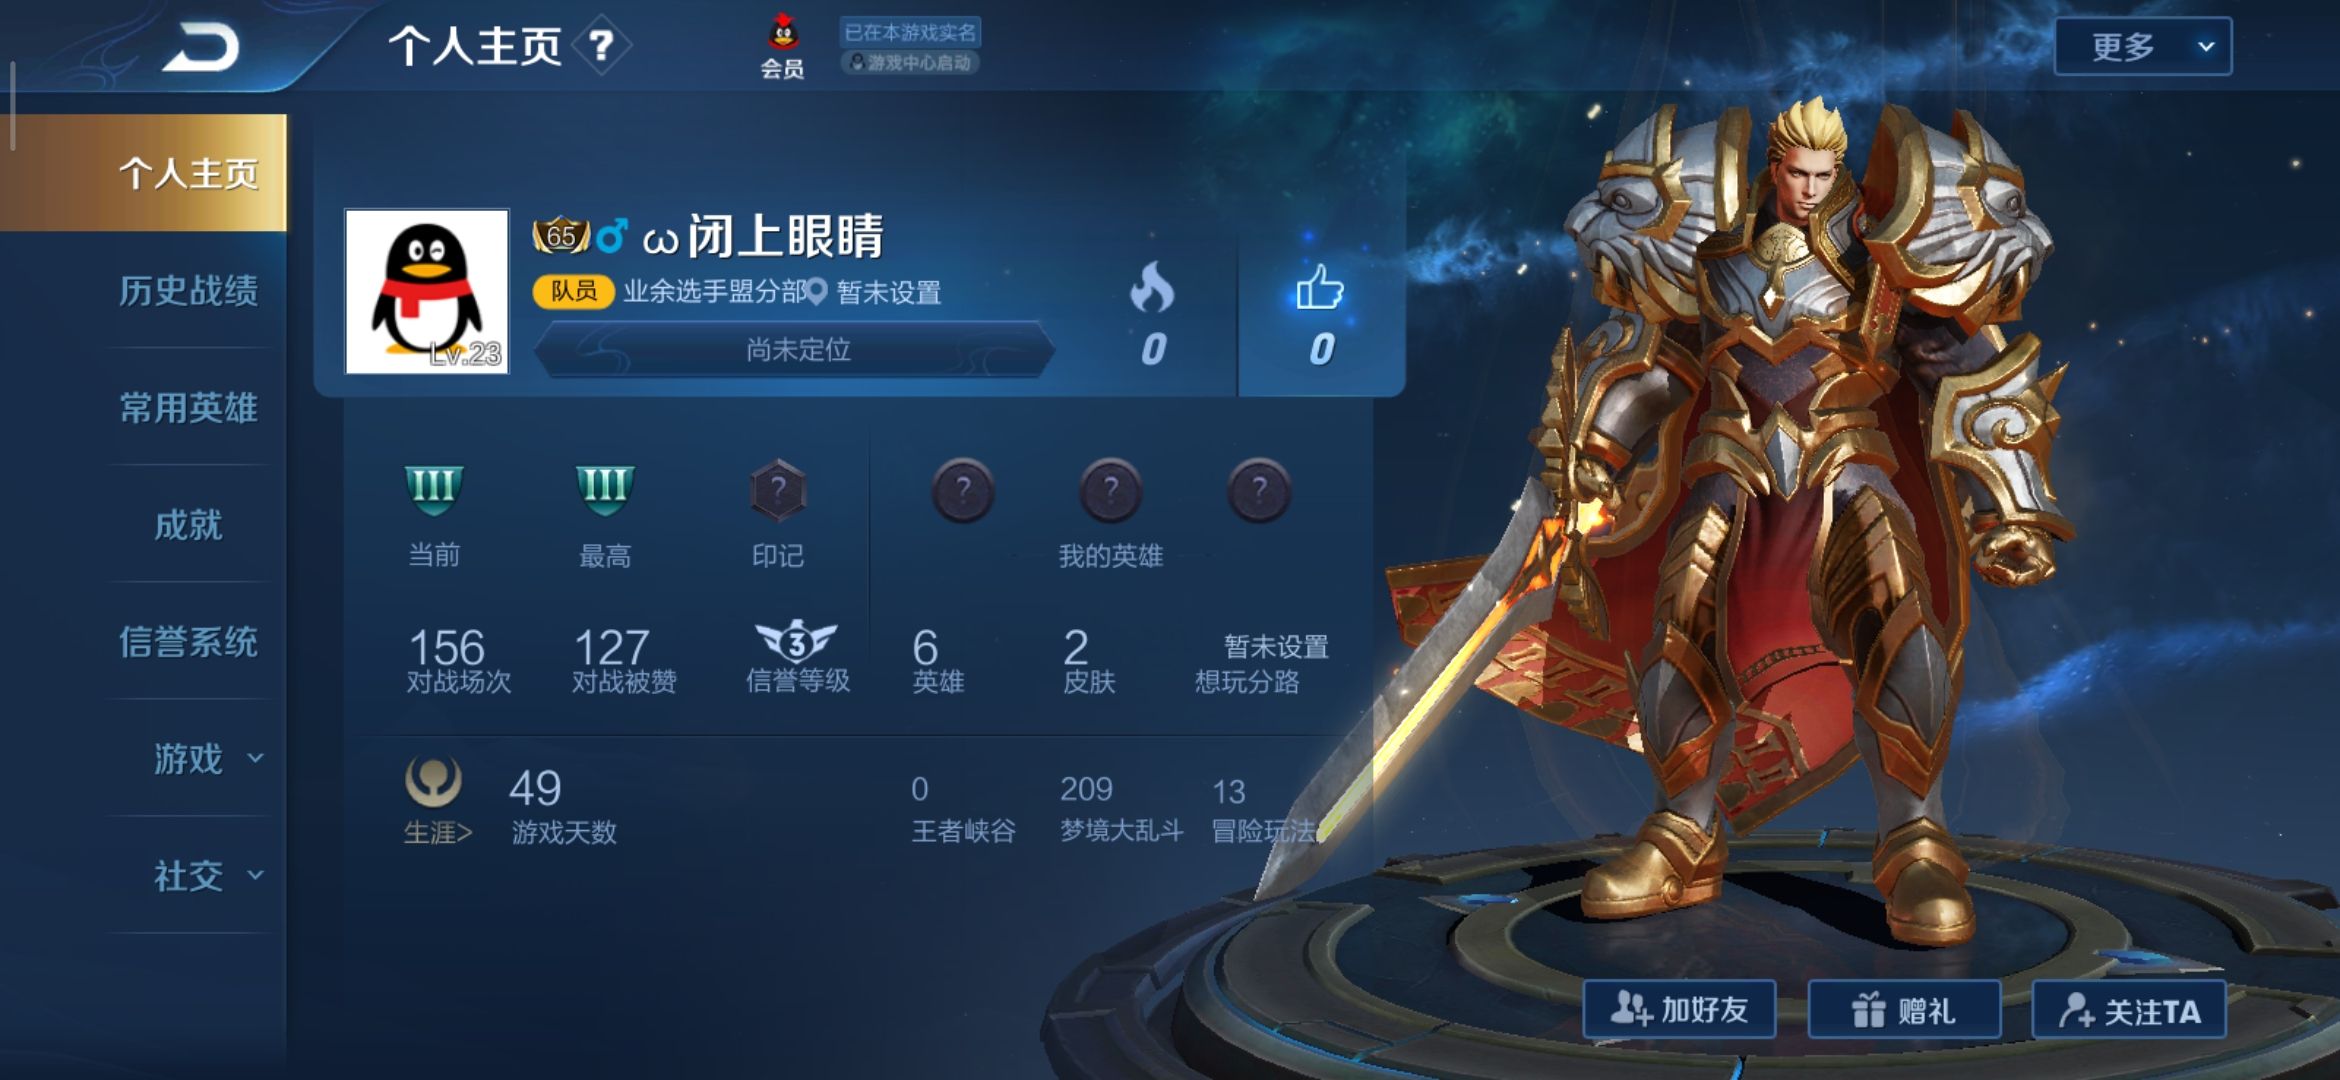 个人主页 ?
会员
已在本游戏实名
游戏中心启动
更多
个人主页
历史战绩
常用英雄
成就
信誉系统
游戏
社交
Lv.23
65 ω闭上眼睛
队员 业余选手盟分部 暂未设置
尚未定位
0
0
III III ? ? ? ?
当前 最高 印记 我的英雄
156 127 3 6 2 暂未设置
对战场次 对战被赞 信誉等级 英雄 皮肤 想玩分路
49 0 209 13
生涯> 游戏天数 王者峡谷 梦境大乱斗 冒险玩法
加好友 赠礼 关注TA